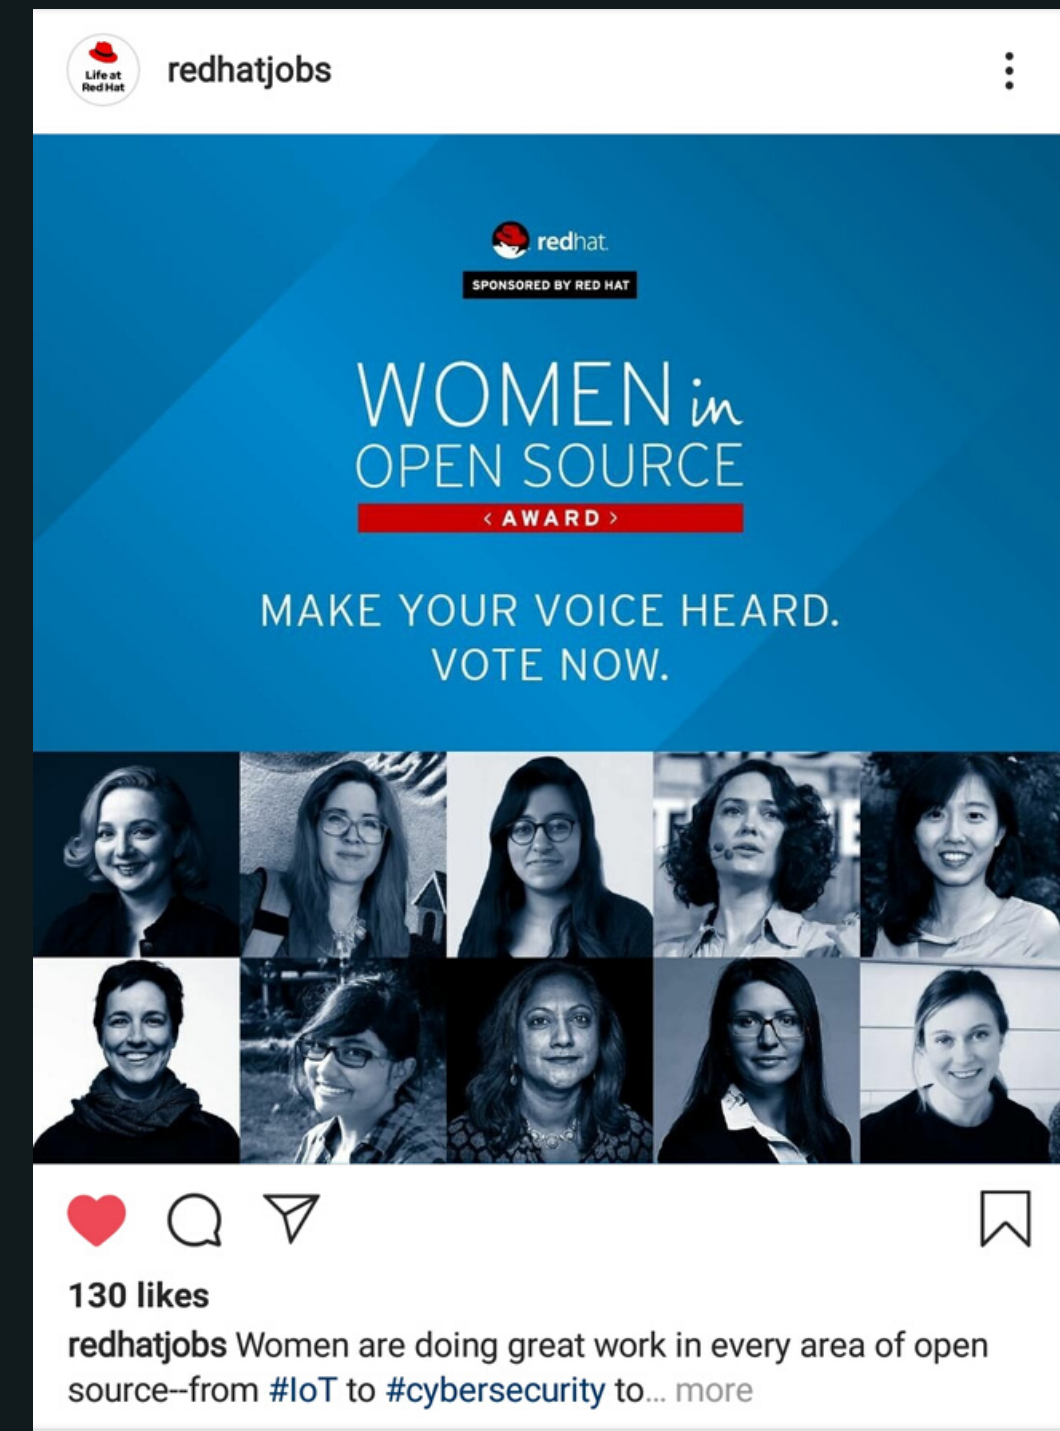 Life at
Red Hat
redhatjobs
redhat.
SPONSORED BY RED HAT
WOMEN in
OPEN SOURCE
< AWARD >
MAKE YOUR VOICE HEARD.
VOTE NOW.
130 likes
redhatjobs Women are doing great work in every area of open
source--from #IoT to #cybersecurity to... more